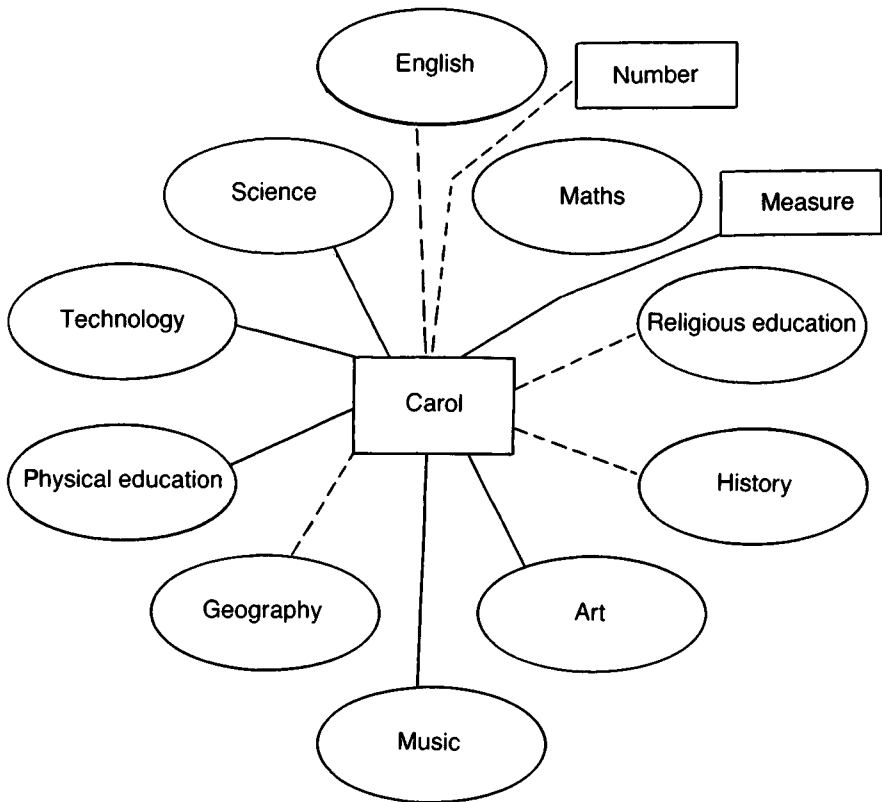 English
Number
Science
Maths
Measure
Technology
Religious education
Carol
Physical education
History
Geography
Art
Music